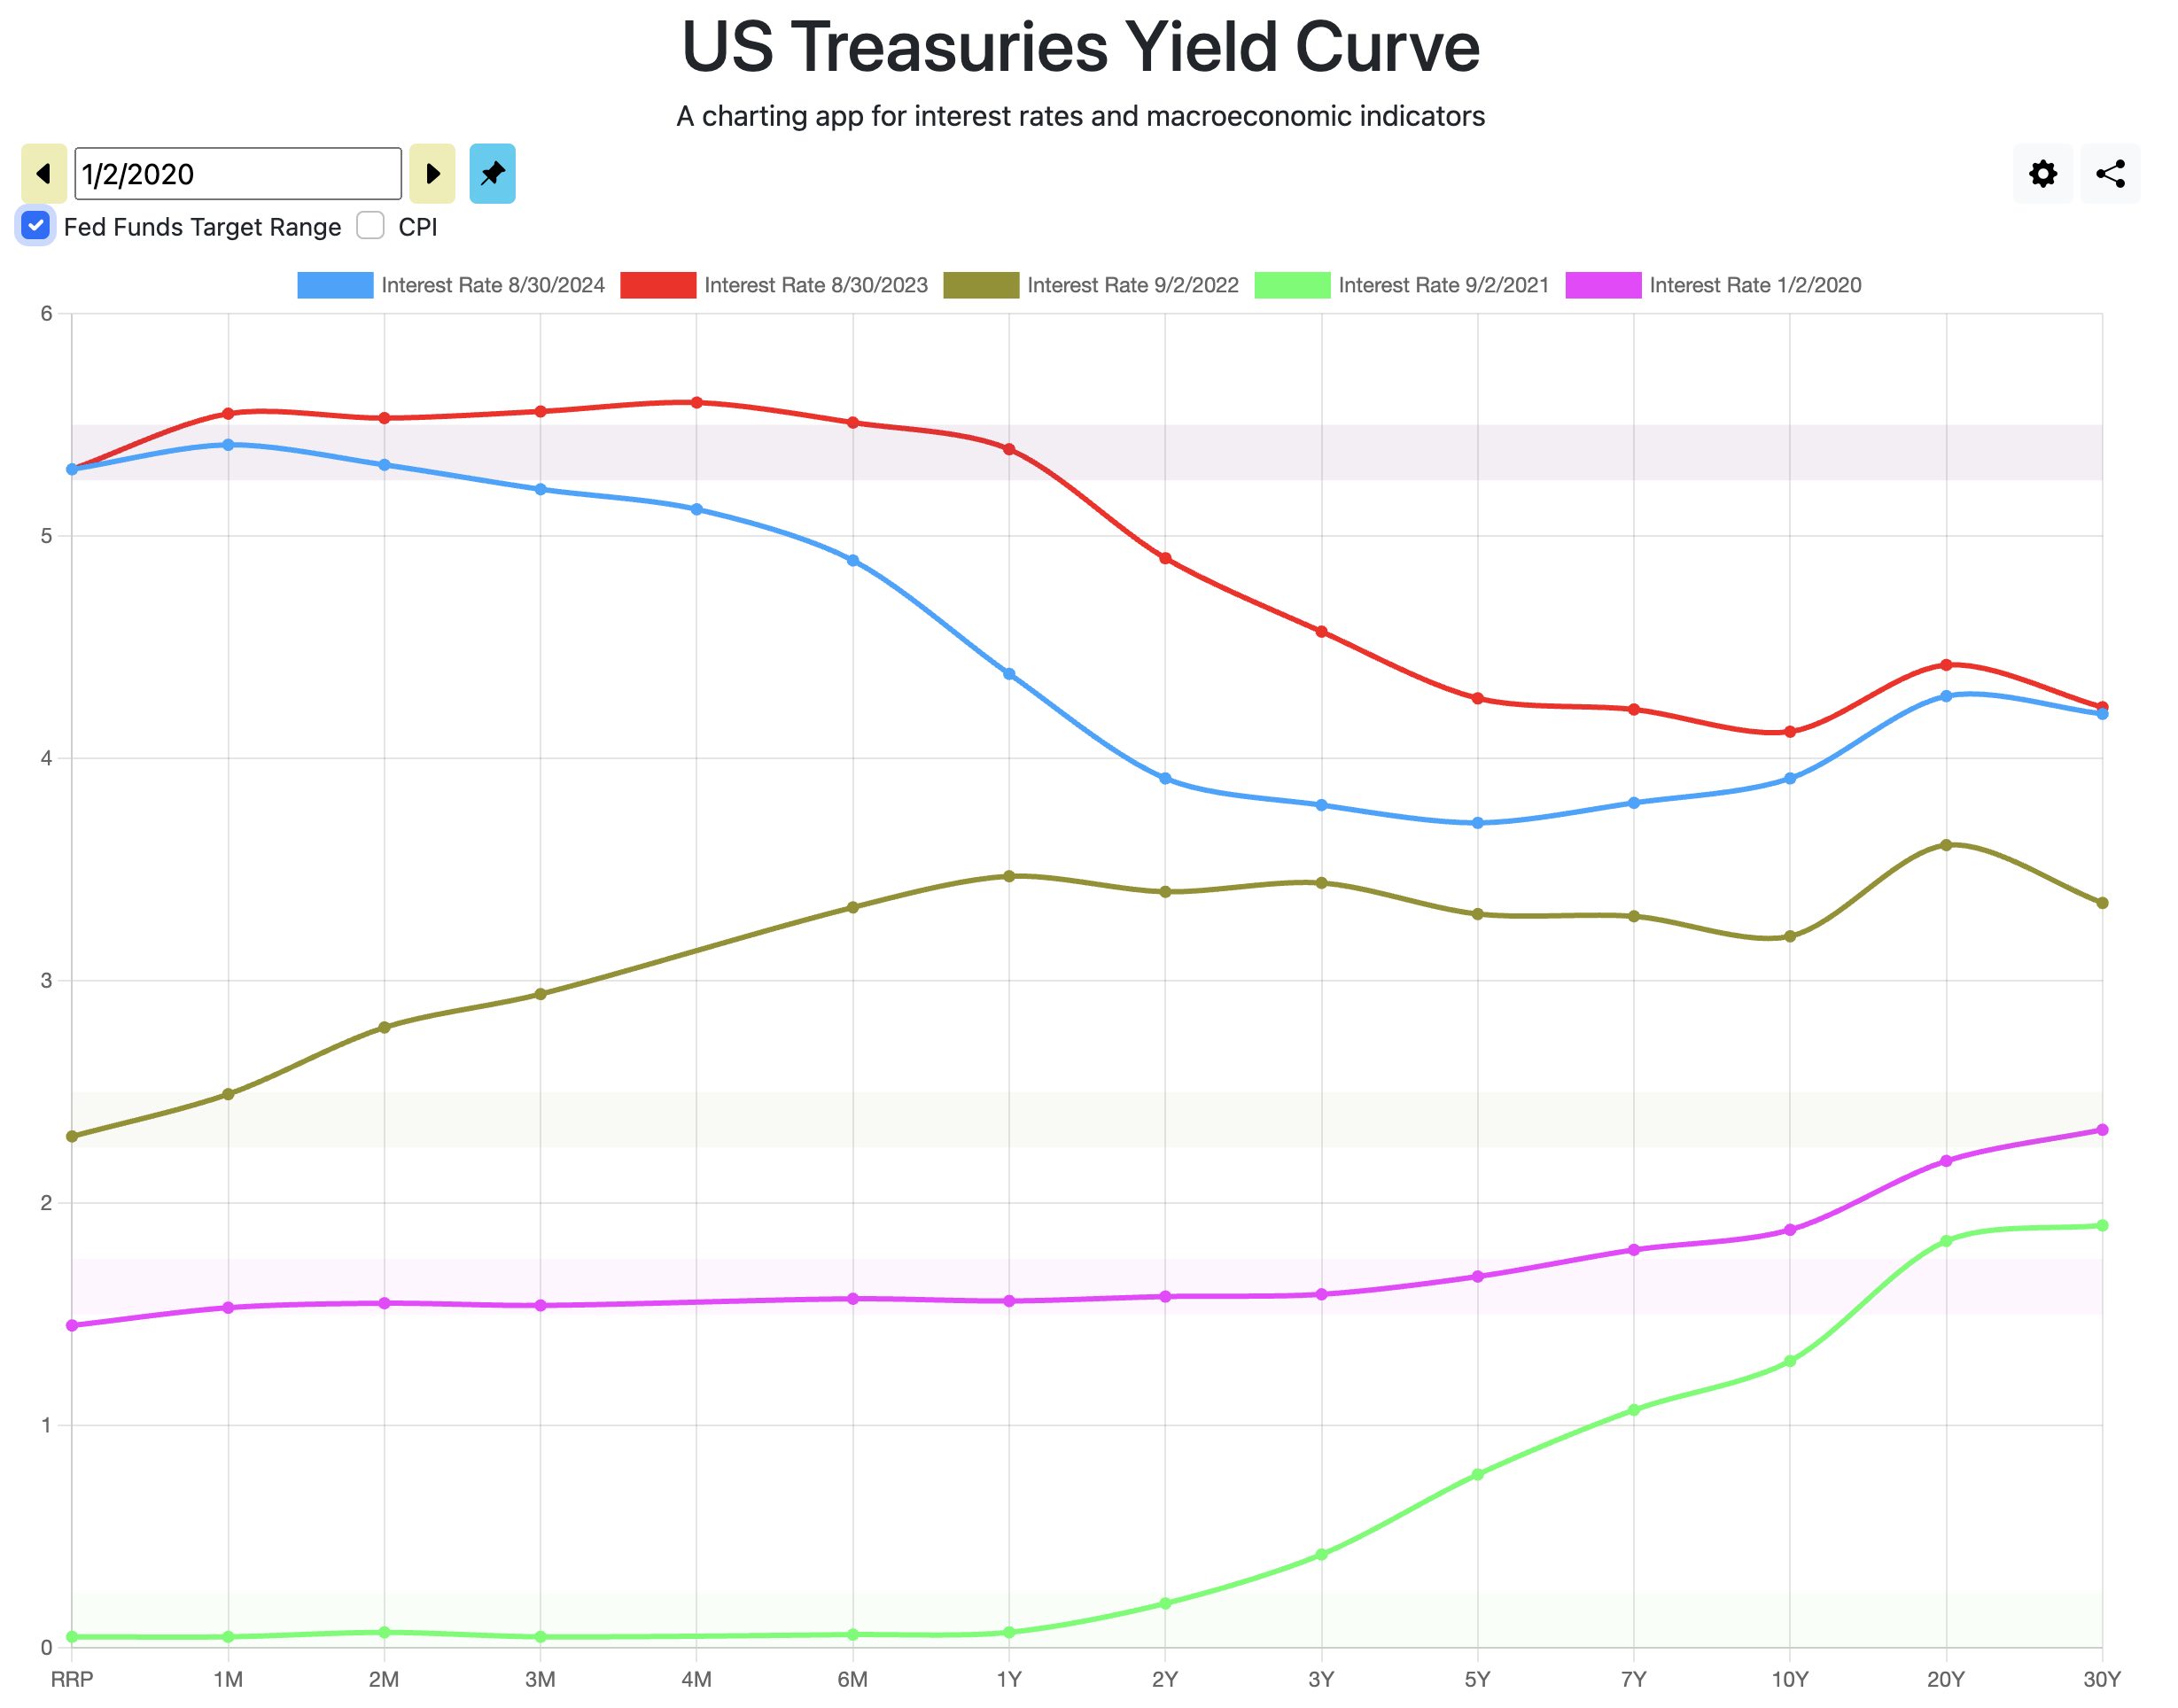 US Treasuries Yield Curve
A charting app for interest rates and macroeconomic indicators
1/2/2020
Fed Funds Target Range CPI
Interest Rate 8/30/2024 Interest Rate 8/30/2023 Interest Rate 9/2/2022 Interest Rate 9/2/2021 Interest Rate 1/2/2020
6
5
4
3
2
1
0
RRP 1M 2M 3M 4M 6M 1Y 2Y 3Y 5Y 7Y 10Y 20Y 30Y